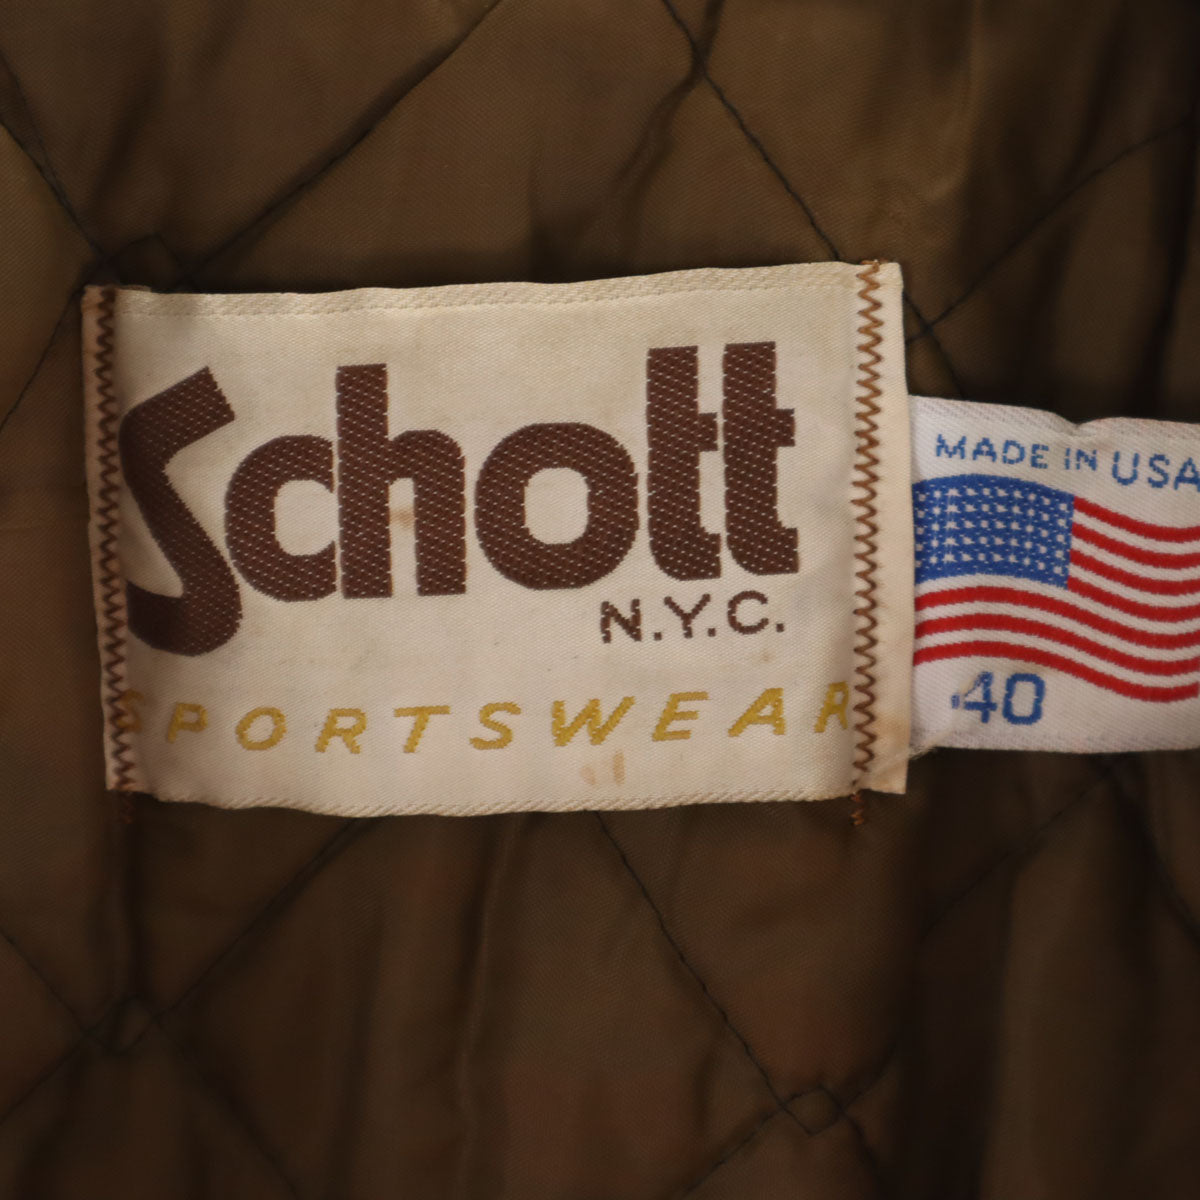 Schott
N.Y.C.
SPORTSWEAR
MADE IN USA
40